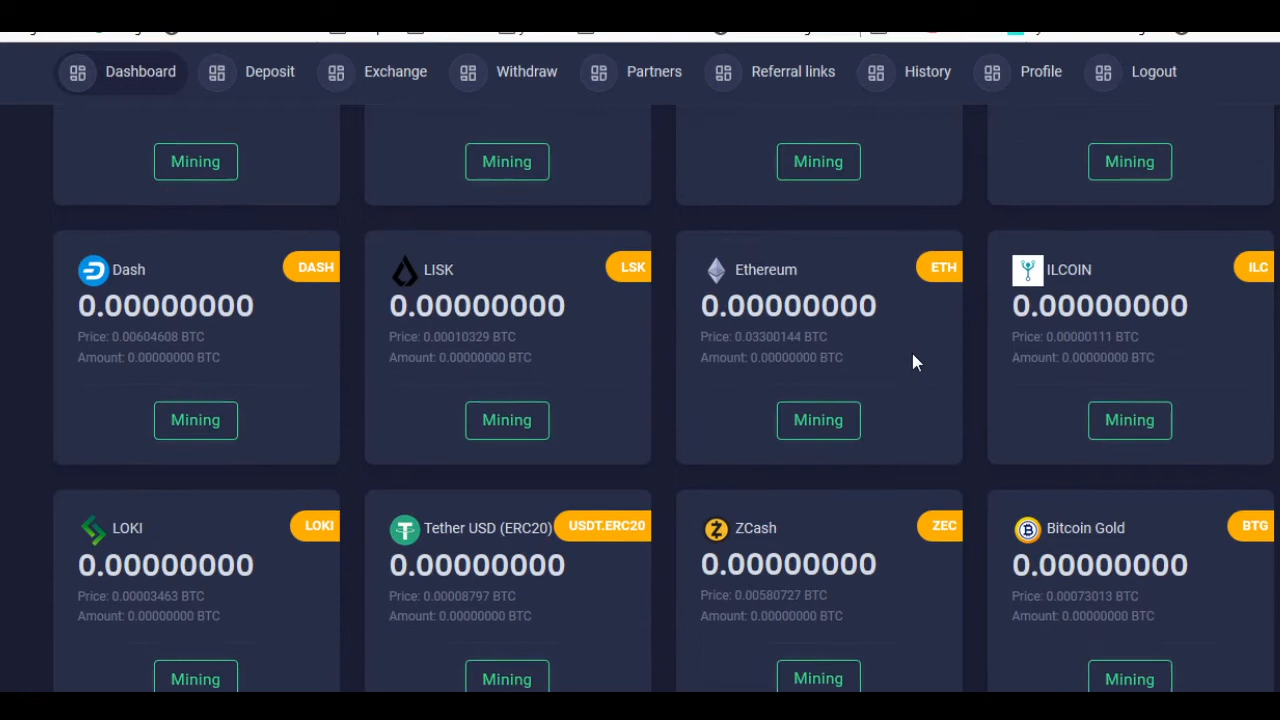 Dashboard Deposit Exchange Withdraw Partners Referral links History Profile Logout
Mining Mining Mining Mining
Dash DASH LISK LSK Ethereum ETH ILCOIN ILC
0.00000000 0.00000000 0.00000000 0.00000000
Price: 0.00604608 BTC Price: 0.00010329 BTC Price: 0.03300144 BTC Price: 0.00000111 BTC
Amount: 0.00000000 BTC Amount: 0.00000000 BTC Amount: 0.00000000 BTC Amount: 0.00000000 BTC
Mining Mining Mining Mining
LOKI LOKI Tether USD (ERC20) USDT.ERC20 ZCash ZEC Bitcoin Gold BTG
0.00000000 0.00000000 0.00000000 0.00000000
Price: 0.00003463 BTC Price: 0.00008797 BTC Price: 0.00580727 BTC Price: 0.00073013 BTC
Amount: 0.00000000 BTC Amount: 0.00000000 BTC Amount: 0.00000000 BTC Amount: 0.00000000 BTC
Mining Mining Mining Mining